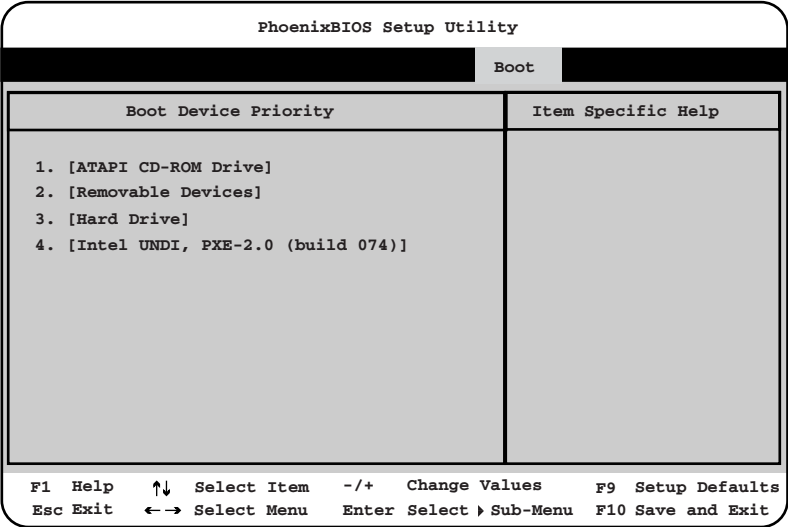 PhoenixBIOS Setup Utility
Boot
Boot Device Priority
Item Specific Help
1. [ATAPI CD-ROM Drive]
2. [Removable Devices]
3. [Hard Drive]
4. [Intel UNDI, PXE-2.0 (build 074)]
F1 Help ↑↓ Select Item -/+ Change Values F9 Setup Defaults
Esc Exit ←→ Select Menu Enter Select ▸ Sub-Menu F10 Save and Exit